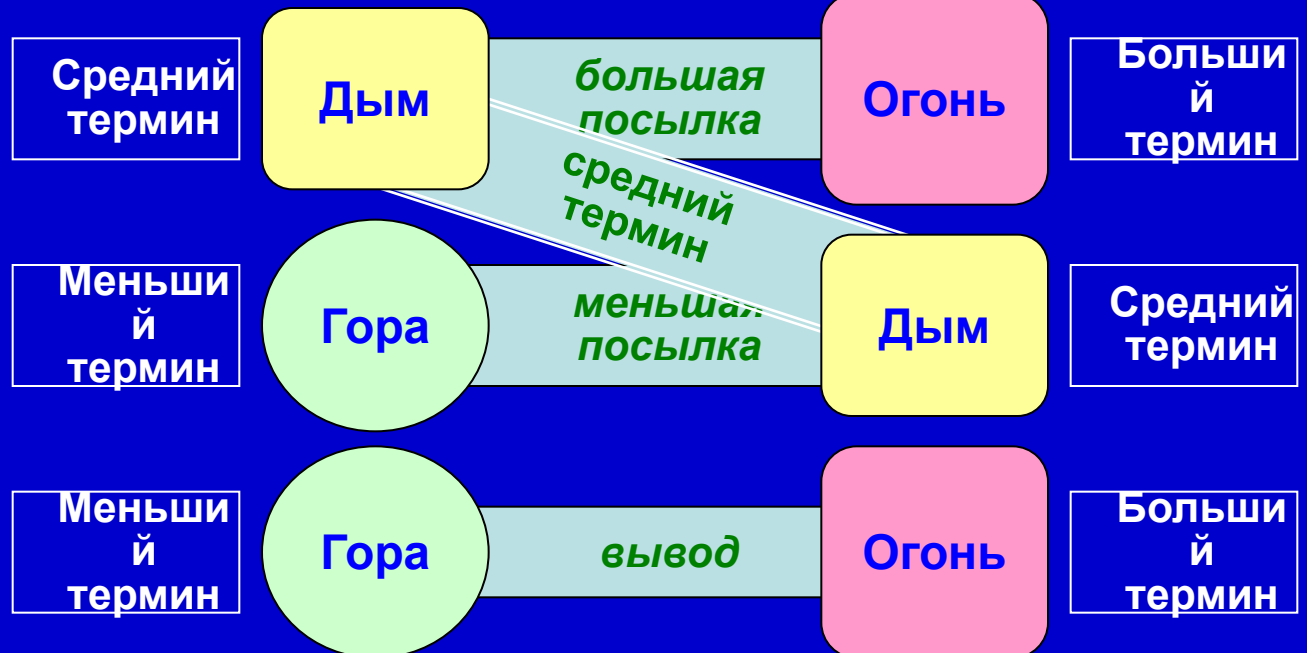 Средний
термин
Дым
большая
посылка
Огонь
Больши
й
термин
средний
термин
Меньши
й
термин
Гора
меньшая
посылка
Дым
Средний
термин
Меньши
й
термин
Гора
вывод
Огонь
Больши
й
термин